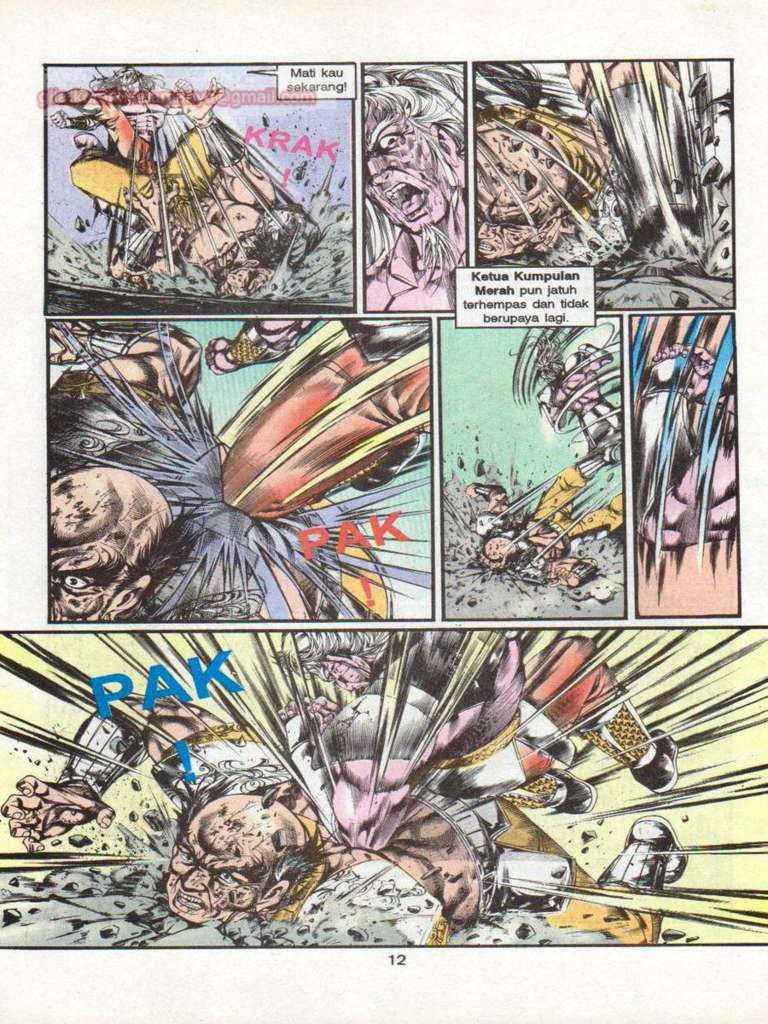 Mati kau
sekarang!
KRAK
!
Ketua Kumpulan
Merah pun jatuh
terhempas dan tidak
berupaya lagi.
PAK
!
PAK
!
12